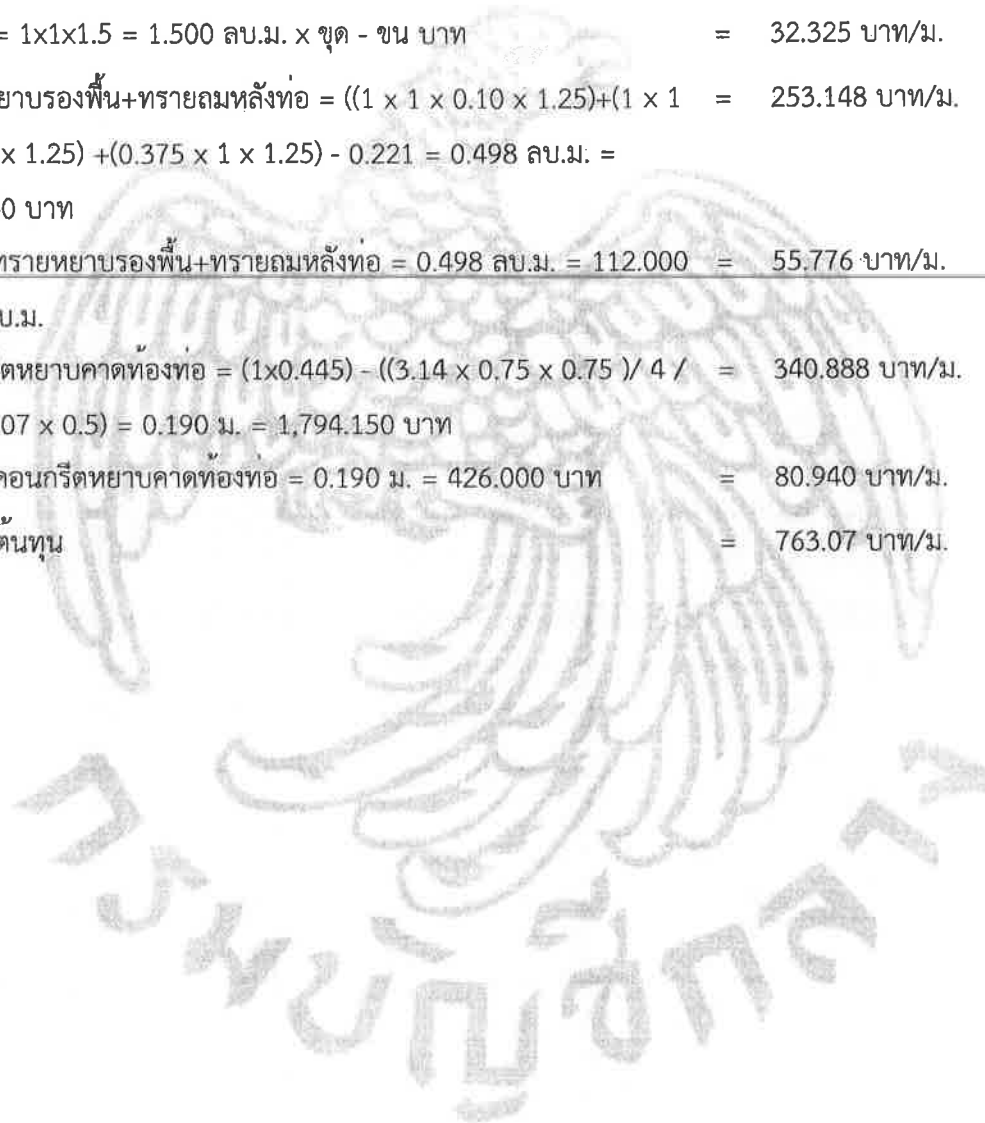 = 1x1x1.5 = 1.500 ลบ.ม. x ขุด - ขน บาท = 32.325 บาท/ม.
ยาบรองพื้น+ทรายถมหลังท่อ = ((1 x 1 x 0.10 x 1.25)+(1 x 1 = 253.148 บาท/ม.
x 1.25) +(0.375 x 1 x 1.25) - 0.221 = 0.498 ลบ.ม. =
0 บาท
ทรายหยาบรองพื้น+ทรายถมหลังท่อ = 0.498 ลบ.ม. = 112.000 = 55.776 บาท/ม.
บ.ม.
ตหยาบคาดท้องท่อ = (1x0.445) - ((3.14 x 0.75 x 0.75 )/ 4 / = 340.888 บาท/ม.
07 x 0.5) = 0.190 ม. = 1,794.150 บาท
คอนกรีตหยาบคาดท้องท่อ = 0.190 ม. = 426.000 บาท = 80.940 บาท/ม.
ต้นทุน = 763.07 บาท/ม.
กรมบัญชีกลาง